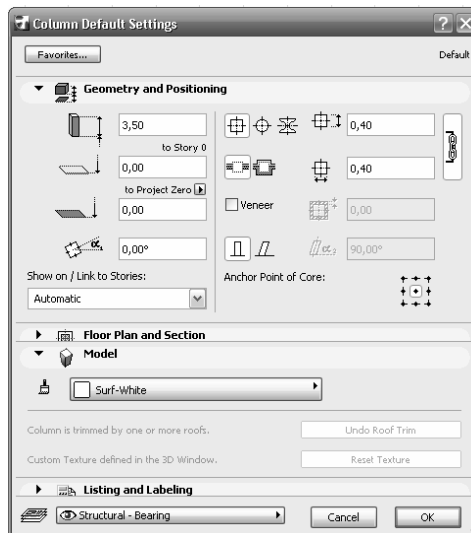 Column Default Settings
Favorites...
Default
Geometry and Positioning
3,50
0,40
to Story 0
0,00
0,40
to Project Zero
0,00
Veneer
0,00
α1
0,00°
α2
90,00°
Show on / Link to Stories:
Anchor Point of Core:
Automatic
Floor Plan and Section
Model
Surf-White
Column is trimmed by one or more roofs.
Undo Roof Trim
Custom Texture defined in the 3D Window.
Reset Texture
Listing and Labeling
Structural - Bearing
Cancel
OK